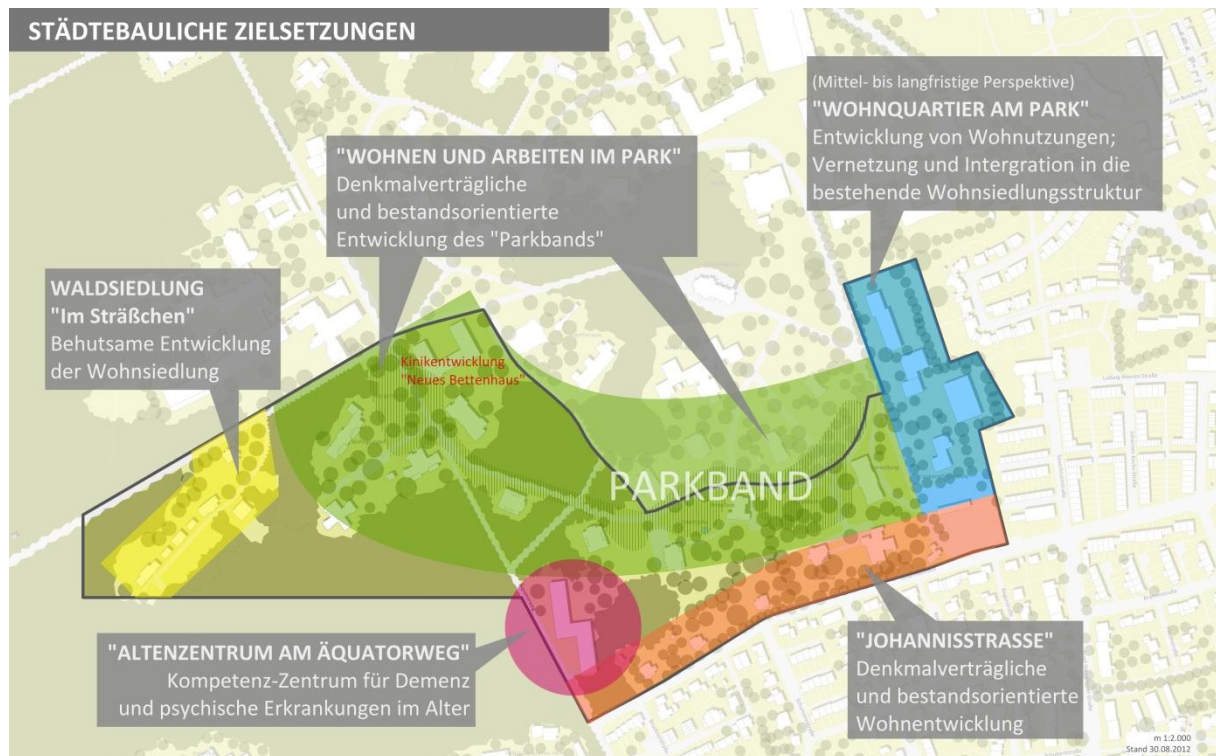 STÄDTEBAULICHE ZIELSETZUNGEN
(Mittel- bis langfristige Perspektive)
"WOHNQUARTIER AM PARK"
Entwicklung von Wohnutzungen;
Vernetzung und Intergration in die
bestehende Wohnsiedlungsstruktur
"WOHNEN UND ARBEITEN IM PARK"
Denkmalverträgliche
und bestandsorientierte
Entwicklung des "Parkbands"
WALDSIEDLUNG
"Im Sträßchen"
Behutsame Entwicklung
der Wohnsiedlung
Klinikentwicklung
"Neues Bettenhaus"
PARKBAND
"ALTENZENTRUM AM ÄQUATORWEG"
Kompetenz-Zentrum für Demenz
und psychische Erkrankungen im Alter
"JOHANNISSTRASSE"
Denkmalverträgliche
und bestandsorientierte
Wohnentwicklung
m 1:2.000
Stand 30.08.2012